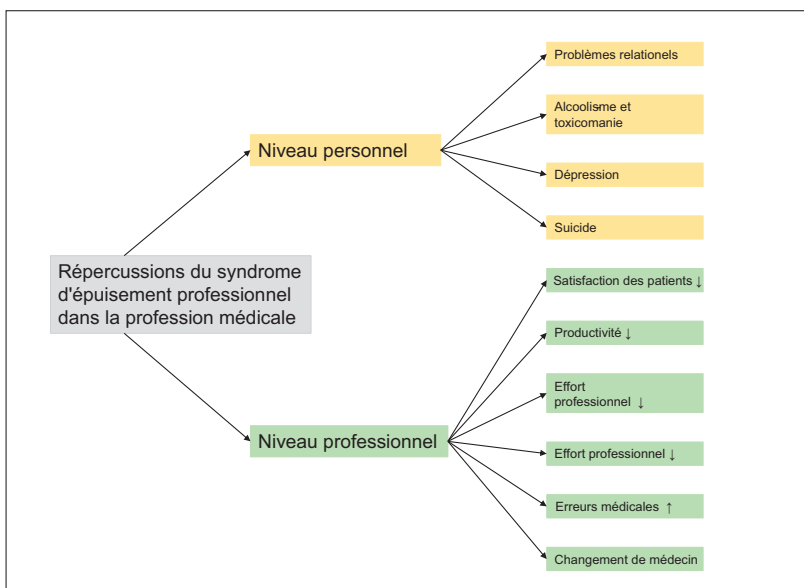 Problèmes relationels
Alcoolisme et
toxicomanie
Niveau personnel
Dépression
Suicide
Répercussions du syndrome
d'épuisement professionnel
dans la profession médicale
Satisfaction des patients ↓
Productivité ↓
Effort
professionnel ↓
Niveau professionnel
Effort professionnel ↓
Erreurs médicales ↑
Changement de médecin